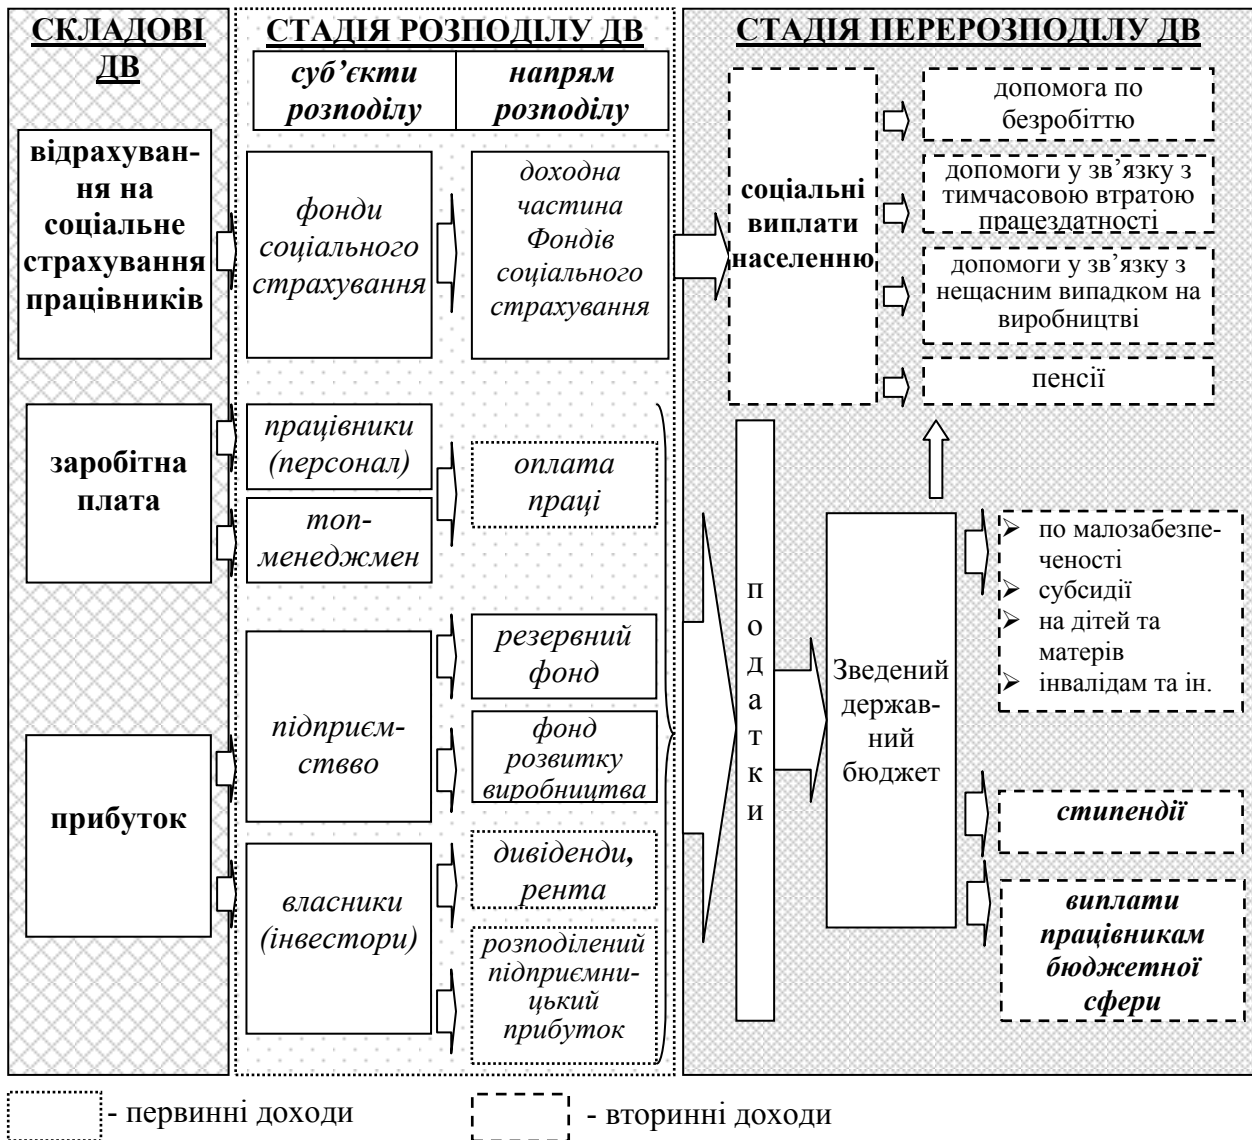 СКЛАДОВІ
ДВ
відрахуван-
ня на
соціальне
страхування
працівників
заробітна
плата
прибуток
СТАДІЯ РОЗПОДІЛУ ДВ
суб’єкти
розподілу
напрям
розподілу
фонди
соціального
страхування
доходна
частина
Фондів
соціального
страхування
працівники
(персонал)
топ-
менеджмен
оплата
праці
підприєм-
ствво
резервний
фонд
фонд
розвитку
виробництва
власники
(інвестори)
дивіденди,
рента
розподілений
підприємни-
цький
прибуток
СТАДІЯ ПЕРЕРОЗПОДІЛУ ДВ
соціальні
виплати
населенню
допомога по
безробіттю
допомоги у зв’язку з
тимчасовою втратою
працездатності
допомоги у зв’язку з
нещасним випадком на
виробництві
пенсії
п
о
д
а
т
к
и
Зведений
держав-
ний
бюджет
➢ по малозабезпе-
ченості
➢ субсидії
➢ на дітей та
матерів
➢ інвалідам та ін.
стипендії
виплати
працівникам
бюджетної
сфери
- первинні доходи
- вторинні доходи